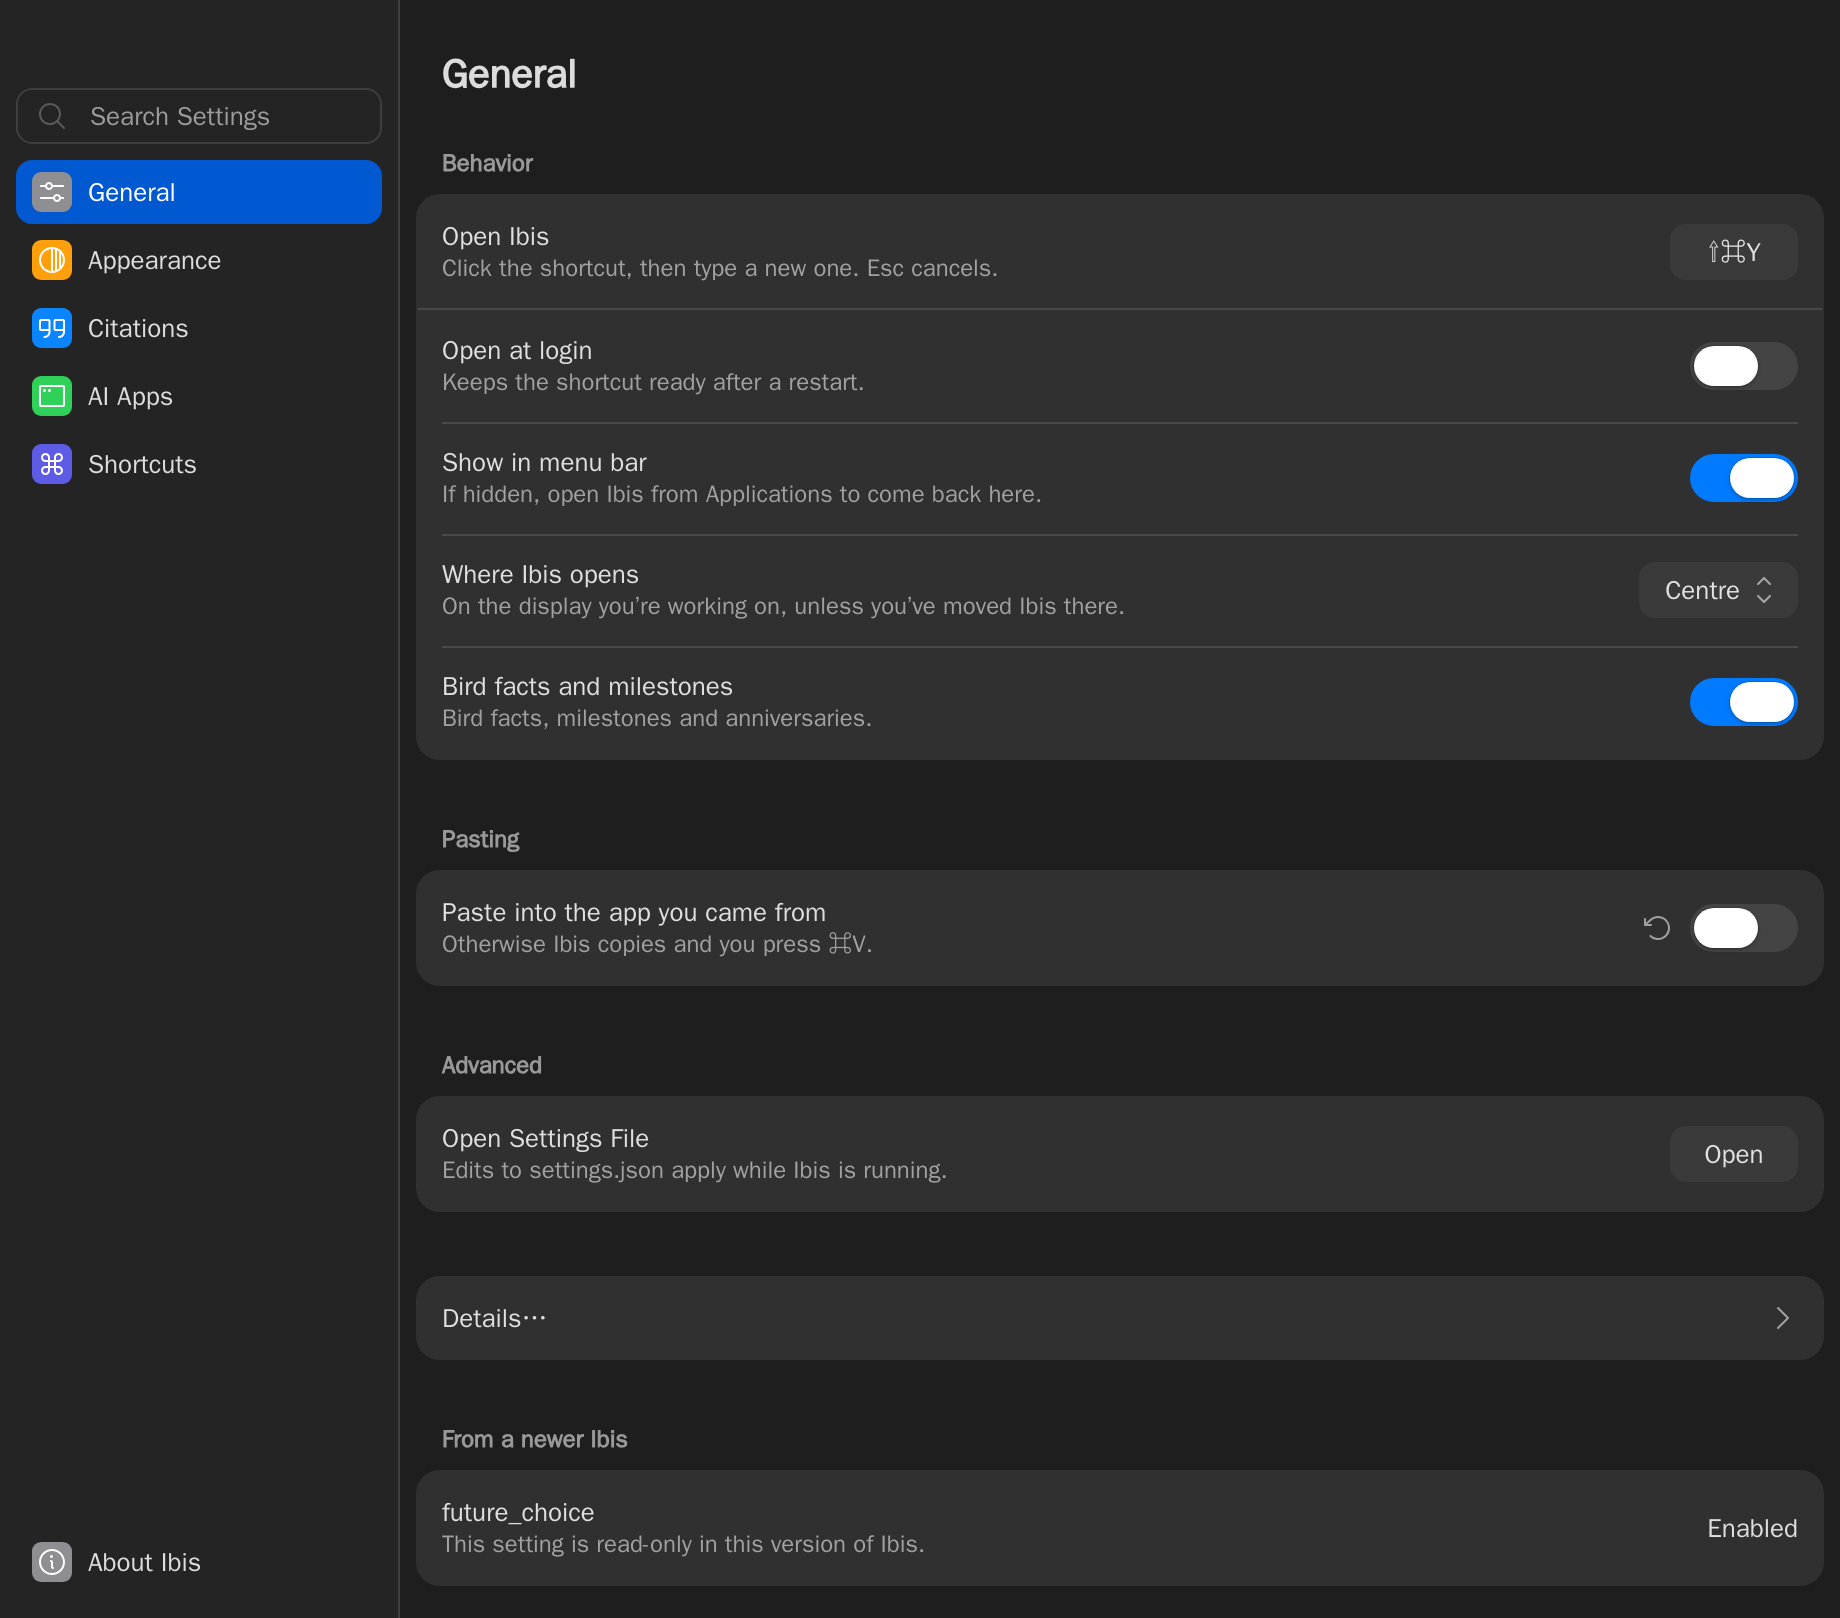 Search Settings
General
Appearance
Citations
AI Apps
Shortcuts
About Ibis
General
Behavior
Open Ibis
Click the shortcut, then type a new one. Esc cancels.
⇧⌘Y
Open at login
Keeps the shortcut ready after a restart.
Show in menu bar
If hidden, open Ibis from Applications to come back here.
Where Ibis opens
On the display you’re working on, unless you’ve moved Ibis there.
Centre
Bird facts and milestones
Bird facts, milestones and anniversaries.
Pasting
Paste into the app you came from
Otherwise Ibis copies and you press ⌘V.
Advanced
Open Settings File
Edits to settings.json apply while Ibis is running.
Open
Details…
From a newer Ibis
future_choice
This setting is read-only in this version of Ibis.
Enabled